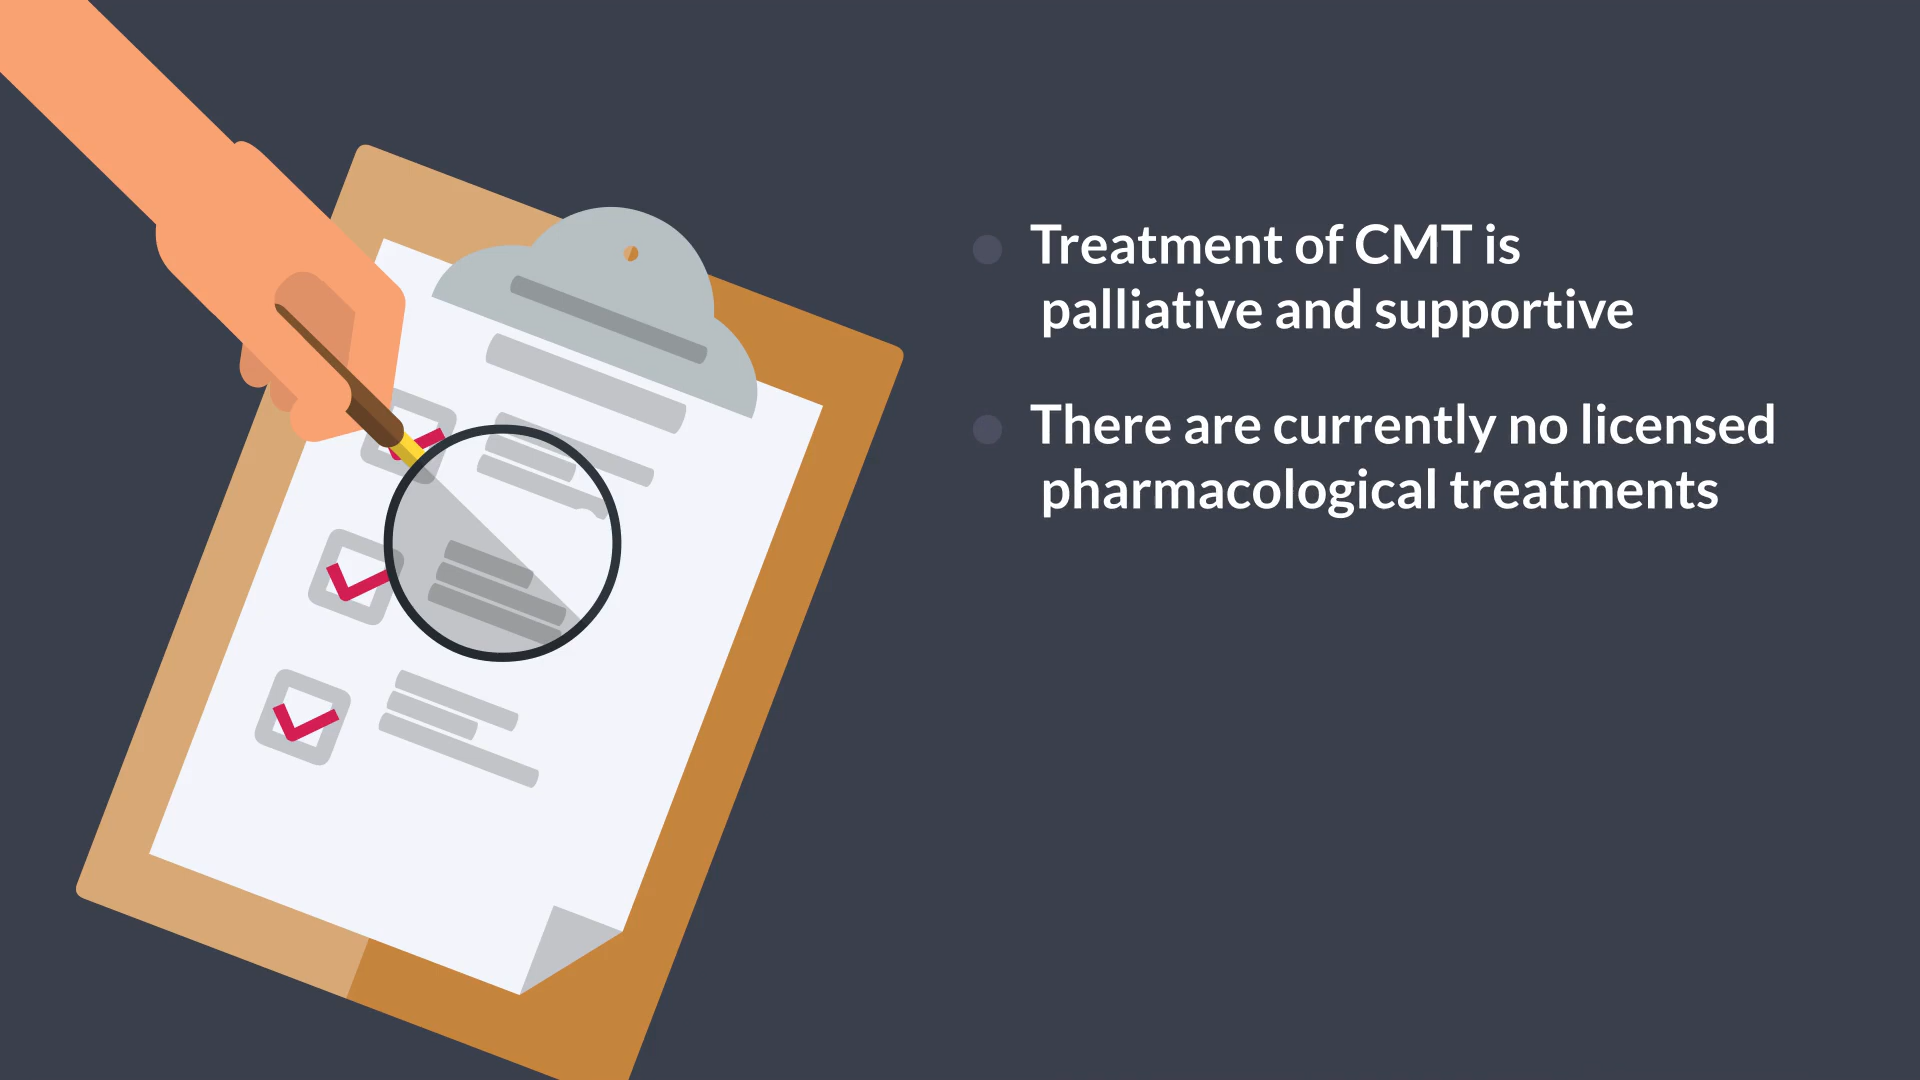 Treatment of CMT is
palliative and supportive
There are currently no licensed
pharmacological treatments